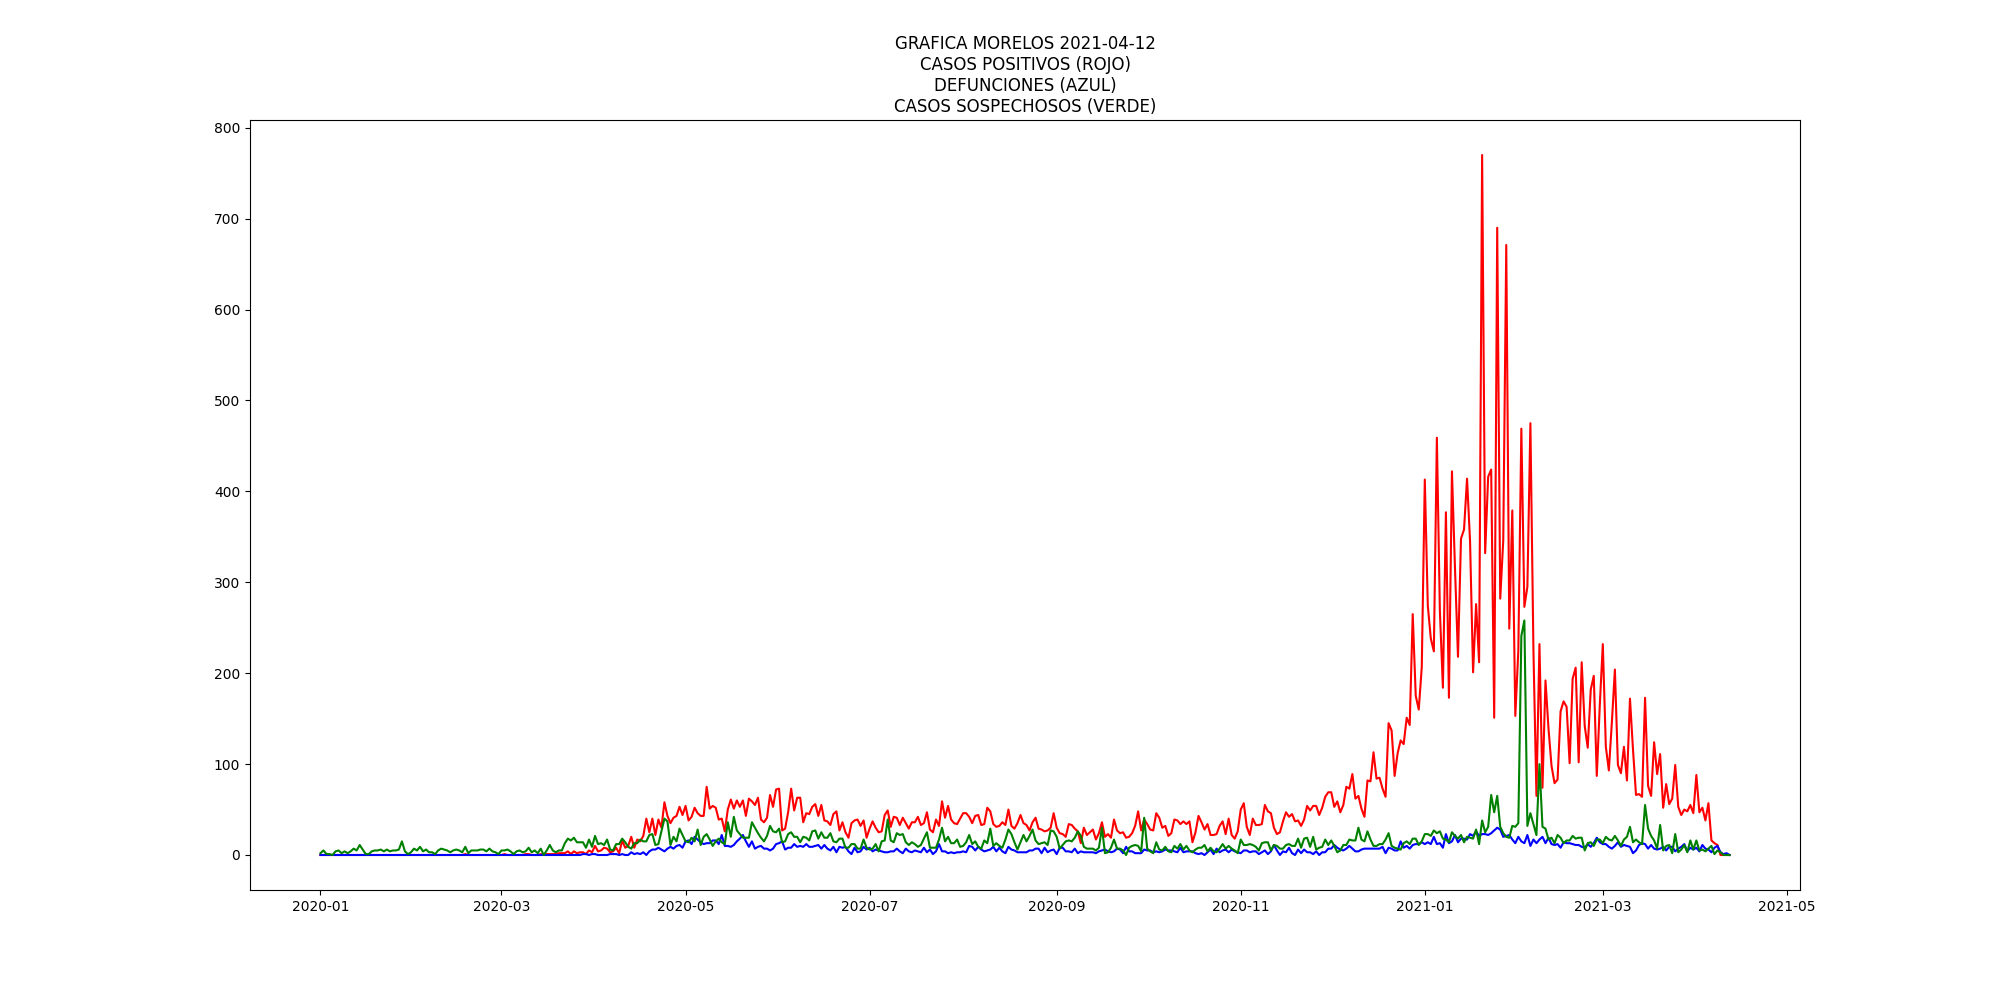 GRAFICA MORELOS 2021-04-12
CASOS POSITIVOS (ROJO)
DEFUNCIONES (AZUL)
CASOS SOSPECHOSOS (VERDE)
800
700
600
500
400
300
200
100
0
2020-01 2020-03 2020-05 2020-07 2020-09 2020-11 2021-01 2021-03 2021-05